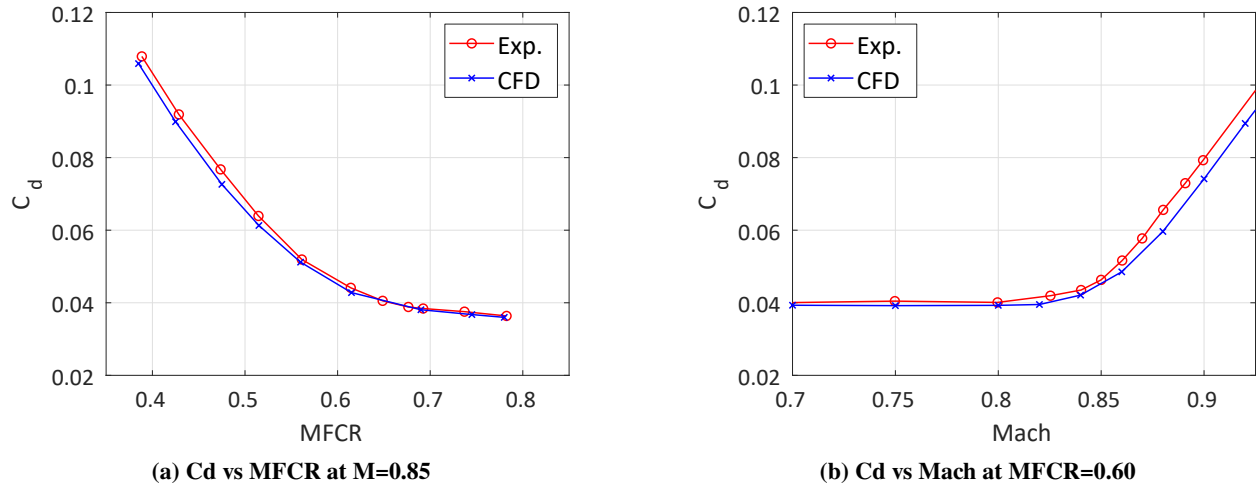 0.12
0.1
0.08
0.06
0.04
0.02
C d
0.4 0.5 0.6 0.7 0.8
MFCR
Exp.
CFD
(a) Cd vs MFCR at M=0.85
0.12
0.1
0.08
0.06
0.04
0.02
C d
0.7 0.75 0.8 0.85 0.9
Mach
Exp.
CFD
(b) Cd vs Mach at MFCR=0.60